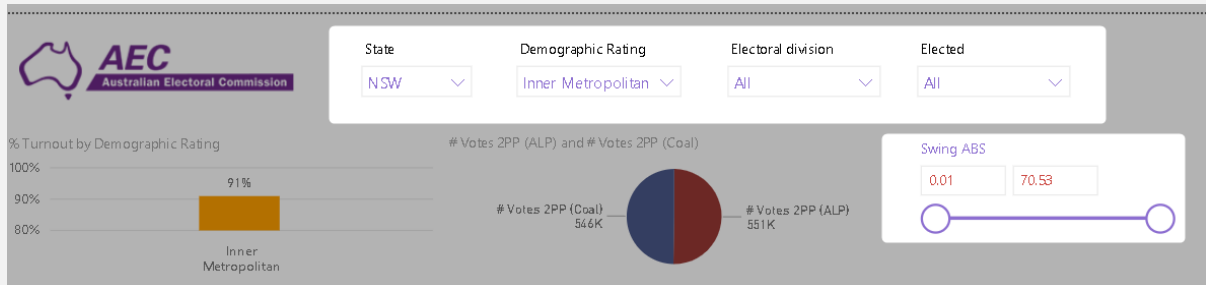 State
Demographic Rating
Electoral division
Elected
AEC
Australian Electoral Commission
NSW
Inner Metropolitan
All
All
% Turnout by Demographic Rating
# Votes 2PP (ALP) and # Votes 2PP (Coal)
Swing ABS
100%
90%
80%
91%
Inner
Metropolitan
# Votes 2PP (Coal)
546K
# Votes 2PP (ALP)
551K
0.01
70.53